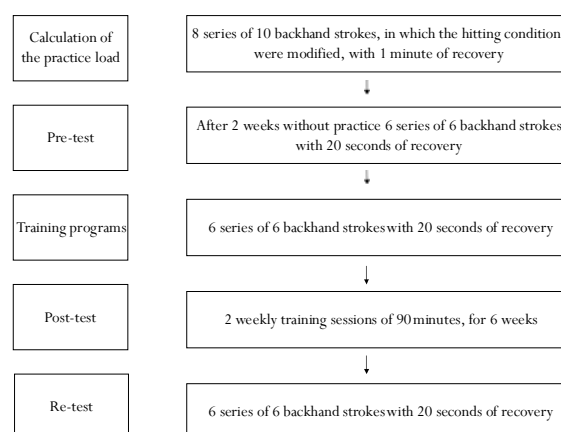 Calculation of
the practice load
8 series of 10 backhand strokes, in which the hitting condition
were modified, with 1 minute of recovery
Pre-test
After 2 weeks without practice 6 series of 6 backhand strokes
with 20 seconds of recovery
Training programs
6 series of 6 backhand strokes with 20 seconds of recovery
Post-test
2 weekly training sessions of 90 minutes, for 6 weeks
Re-test
6 series of 6 backhand strokes with 20 seconds of recovery